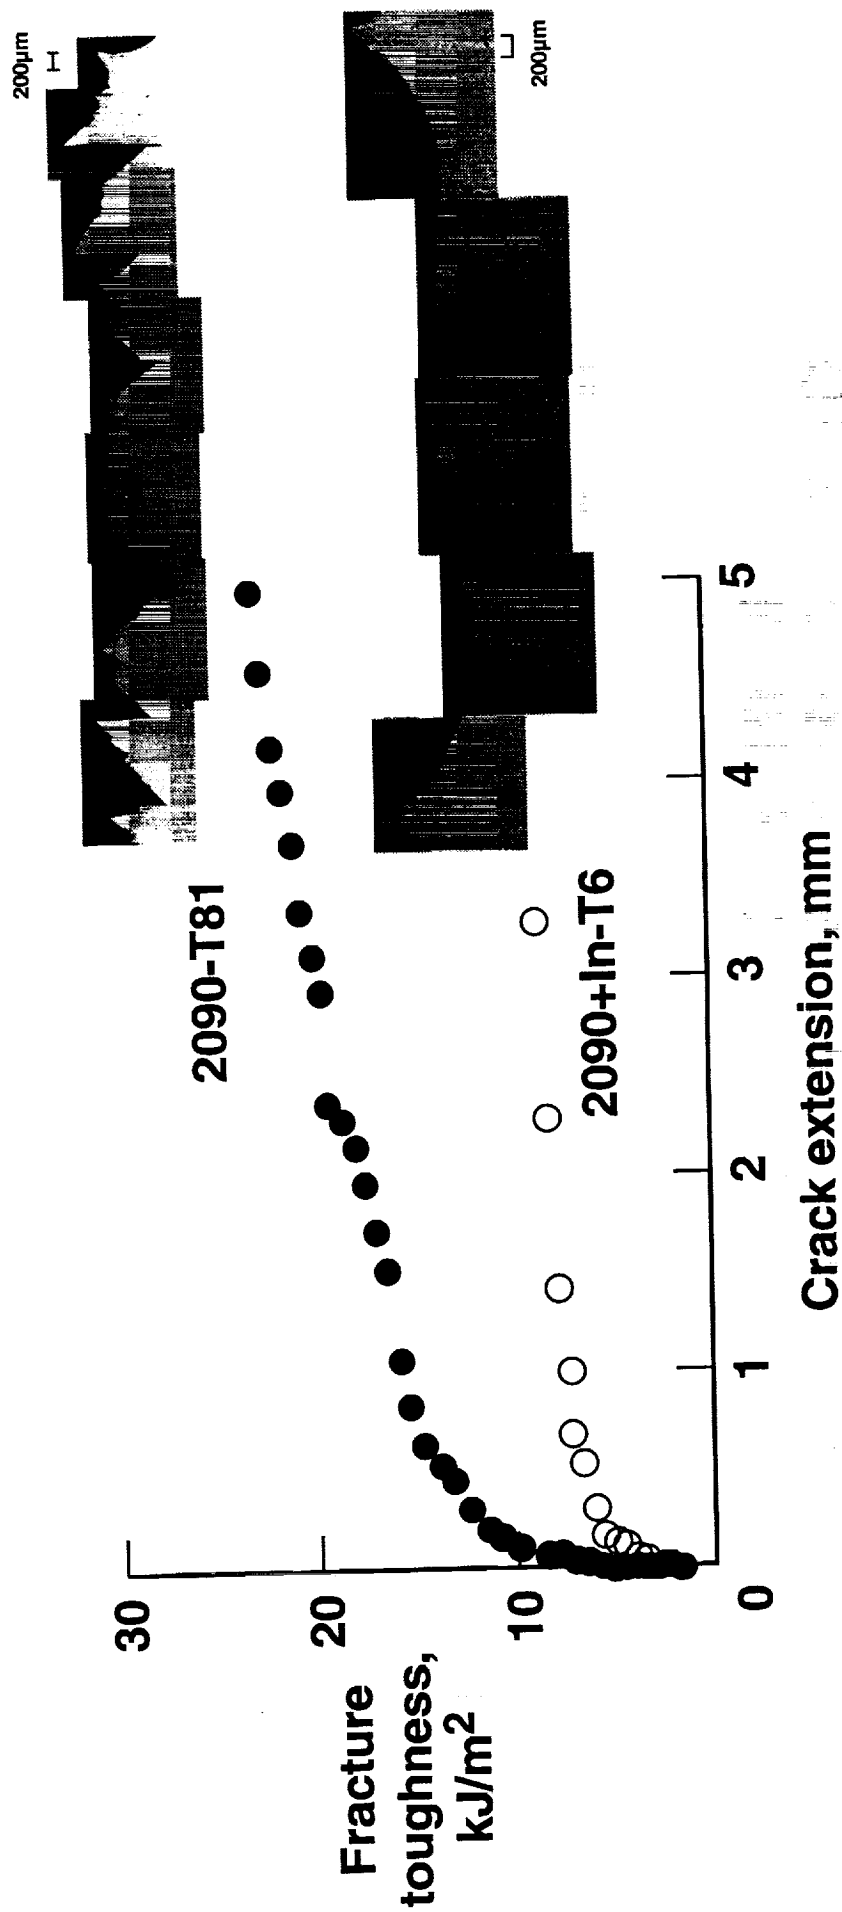 200μm
200μm
2090-T81
2090+In-T6
30
20
10
Fracture
toughness,
kJ/m²
0
1
2
3
4
5
Crack extension, mm